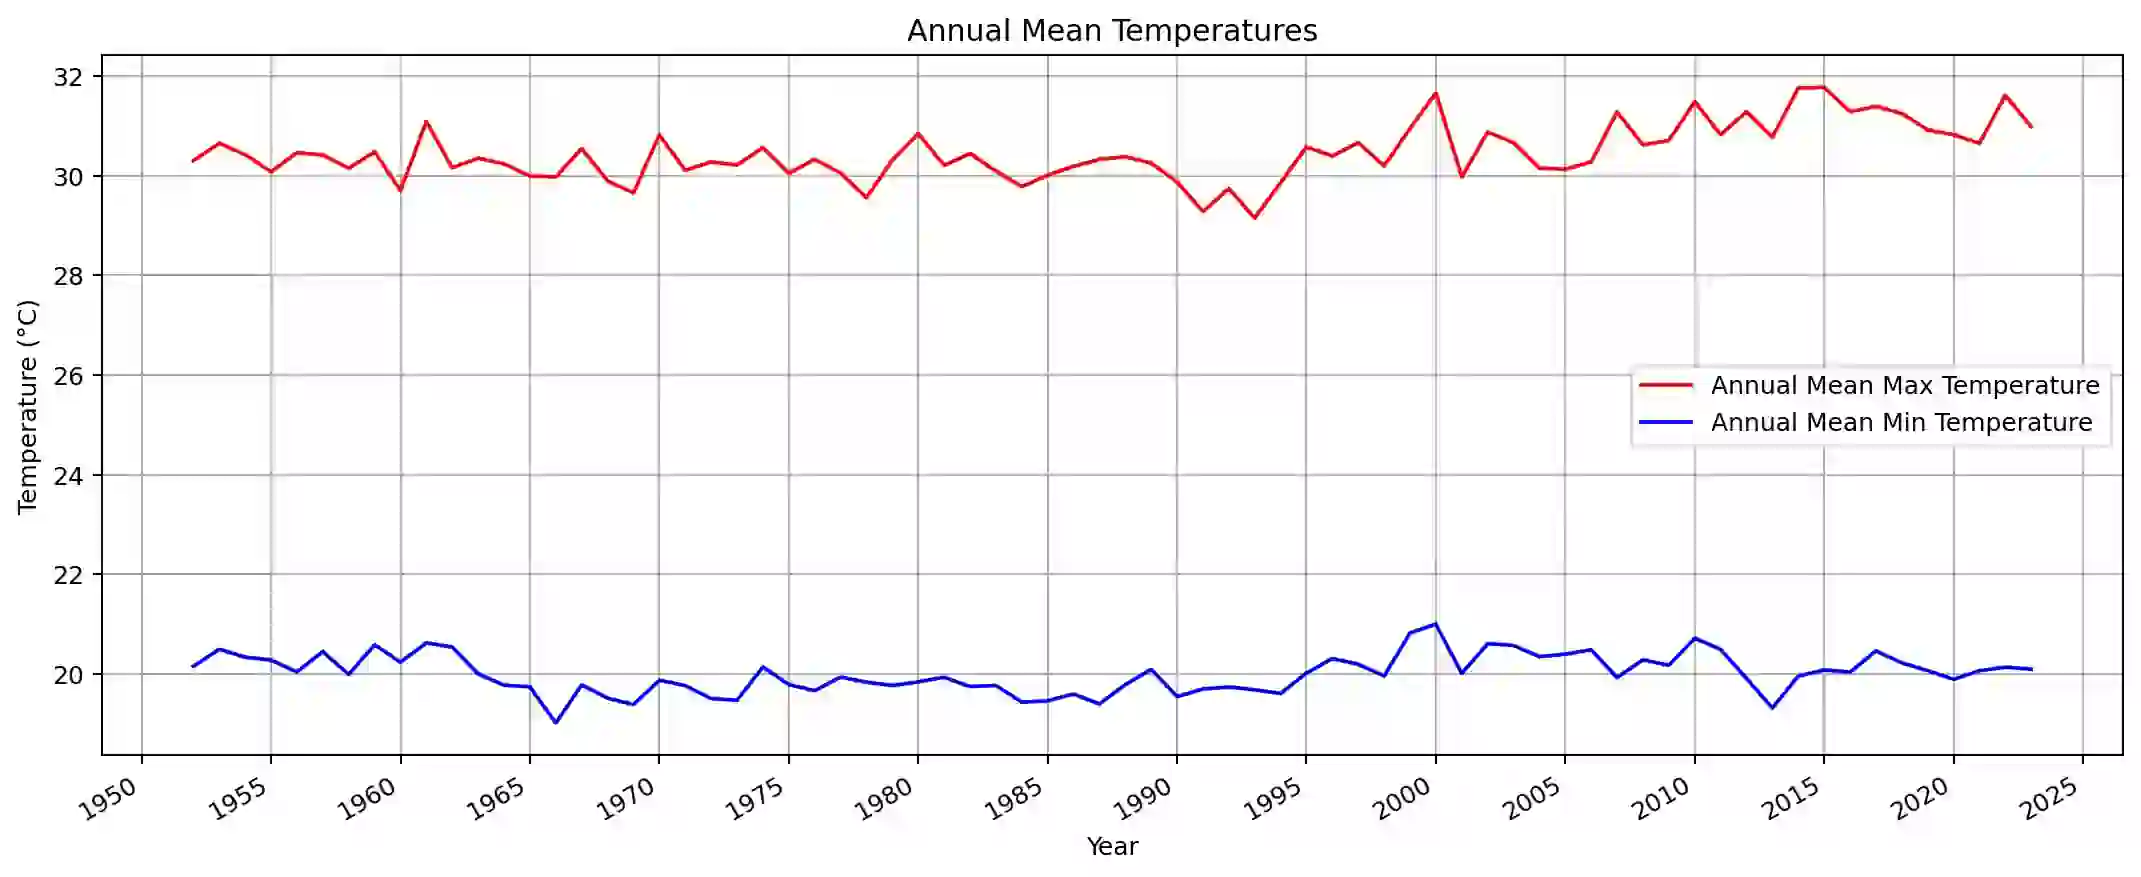 Annual Mean Temperatures
32
30
28
26
24
22
20
Temperature (°C)
Annual Mean Max Temperature
Annual Mean Min Temperature
1950 1955 1960 1965 1970 1975 1980 1985 1990 1995 2000 2005 2010 2015 2020 2025
Year